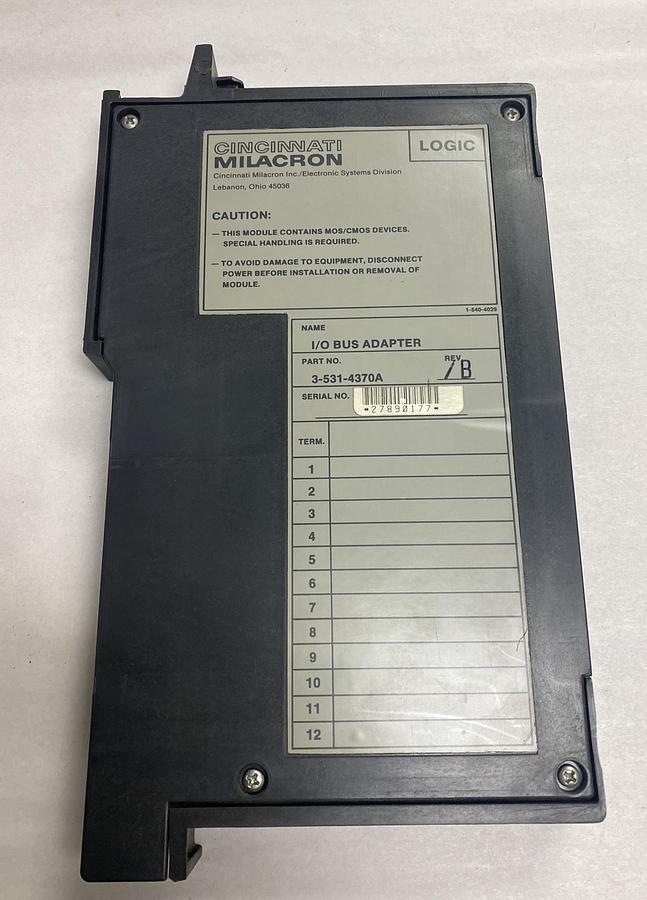 CINCINNATI
MILACRON
LOGIC
Cincinnati Milacron Inc./Electronic Systems Division
Lebanon, Ohio 45036
CAUTION:
— THIS MODULE CONTAINS MOS/CMOS DEVICES.
SPECIAL HANDLING IS REQUIRED.
— TO AVOID DAMAGE TO EQUIPMENT, DISCONNECT
POWER BEFORE INSTALLATION OR REMOVAL OF
MODULE.
1-540-4029
NAME
I/O BUS ADAPTER
PART NO.
3-531-4370A
REV
/B
SERIAL NO.
*27890177*
TERM.
1
2
3
4
5
6
7
8
9
10
11
12